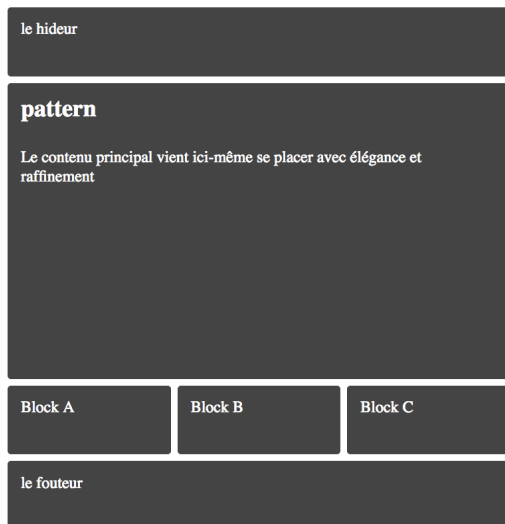 le hideur
pattern
Le contenu principal vient ici-même se placer avec élégance et
raffinement
Block A
Block B
Block C
le fouteur